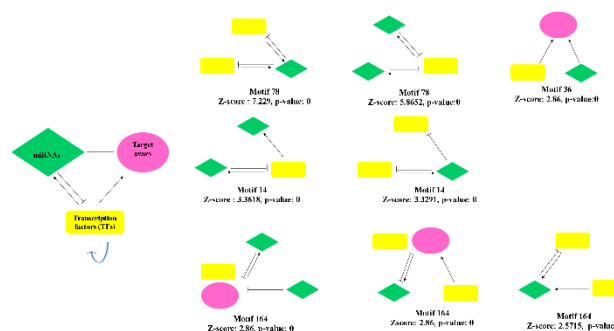 Motif 78
Z-score : 7.229, p-value: 0
Motif 78
Z-score: 5.8652, p-value:0
Motif 36
Z-score: 2.86, p-value:0
miRNAs
Target genes
Transcription
factors (TFs)
Motif 14
Z-score : 3.3618, p-value: 0
Motif 14
Z-score: 3.3291, p-value: 0
Motif 164
Z-score: 2.86, p-value: 0
Motif 164
Z-score: 2.86, p-value: 0
Motif 164
Z-score: 2.5715, p-value: 0